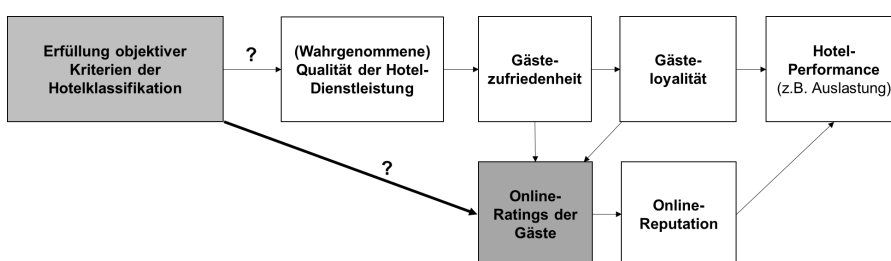 Erfüllung objektiver
Kriterien der
Hotelklassifikation
?
(Wahrgenommene)
Qualität der Hotel-
Dienstleistung
Gäste-
zufriedenheit
Gäste-
loyalität
Hotel-
Performance
(z.B. Auslastung)
?
Online-
Ratings der
Gäste
Online-
Reputation